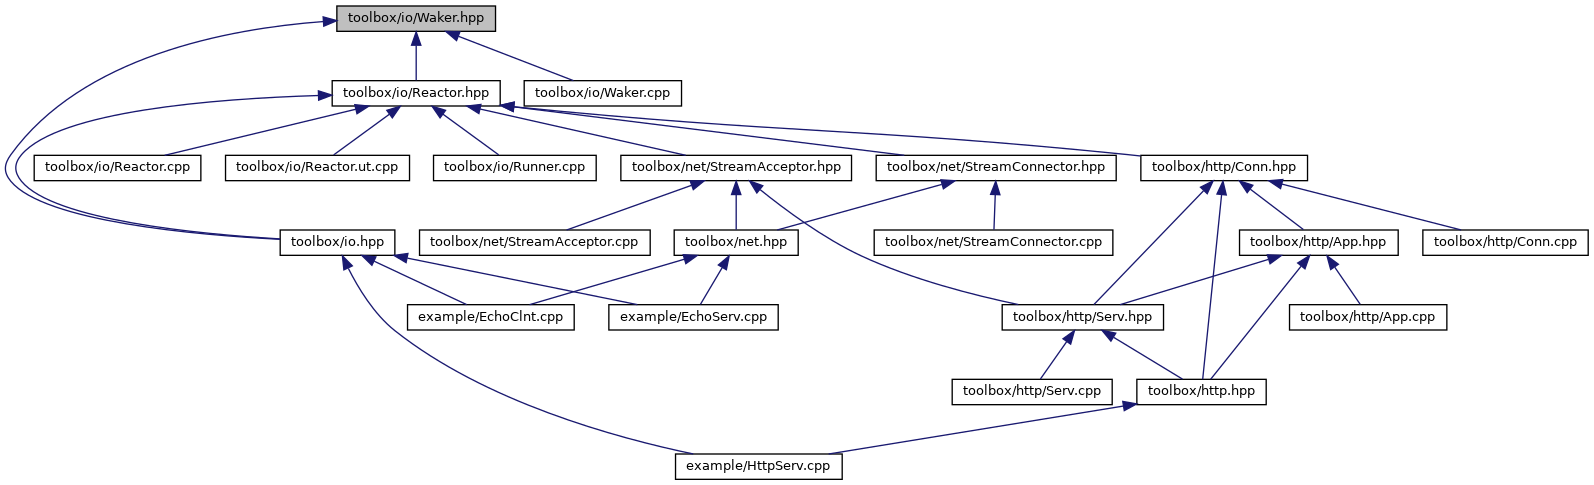 toolbox/io/Waker.hpp
toolbox/io/Reactor.hpp
toolbox/io/Waker.cpp
toolbox/io/Reactor.cpp
toolbox/io/Reactor.ut.cpp
toolbox/io/Runner.cpp
toolbox/net/StreamAcceptor.hpp
toolbox/net/StreamConnector.hpp
toolbox/http/Conn.hpp
toolbox/io.hpp
toolbox/net/StreamAcceptor.cpp
toolbox/net.hpp
toolbox/net/StreamConnector.cpp
toolbox/http/App.hpp
toolbox/http/Conn.cpp
example/EchoClnt.cpp
example/EchoServ.cpp
toolbox/http/Serv.hpp
toolbox/http/App.cpp
toolbox/http/Serv.cpp
toolbox/http.hpp
example/HttpServ.cpp